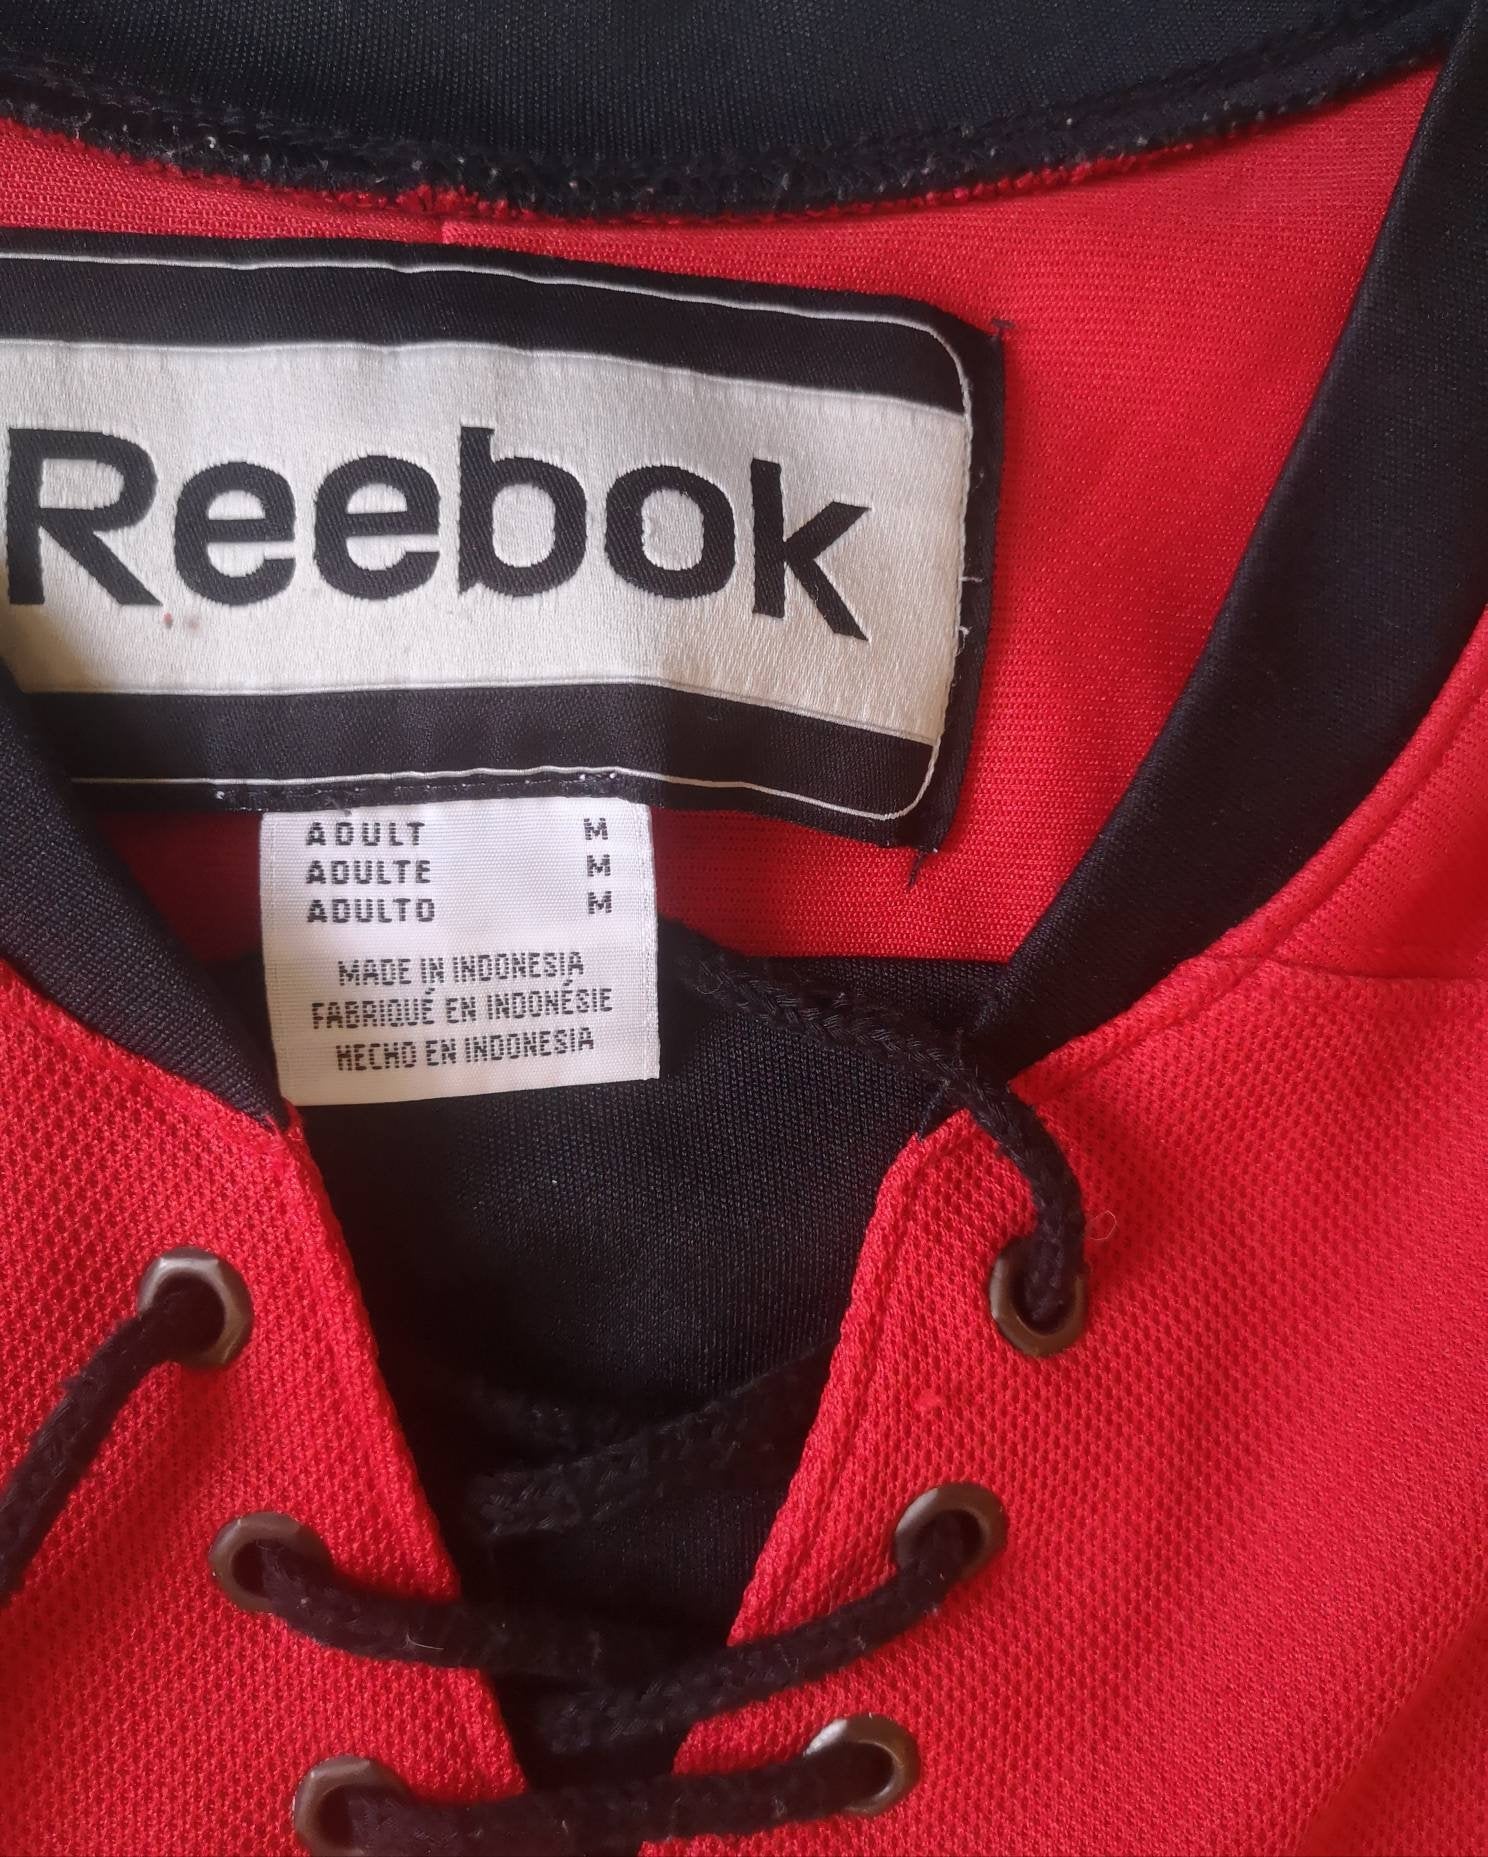 Reebok
ADULT M
ADULTE M
ADULTO M
MADE IN INDONESIA
FABRIQUÉ EN INDONÉSIE
HECHO EN INDONESIA